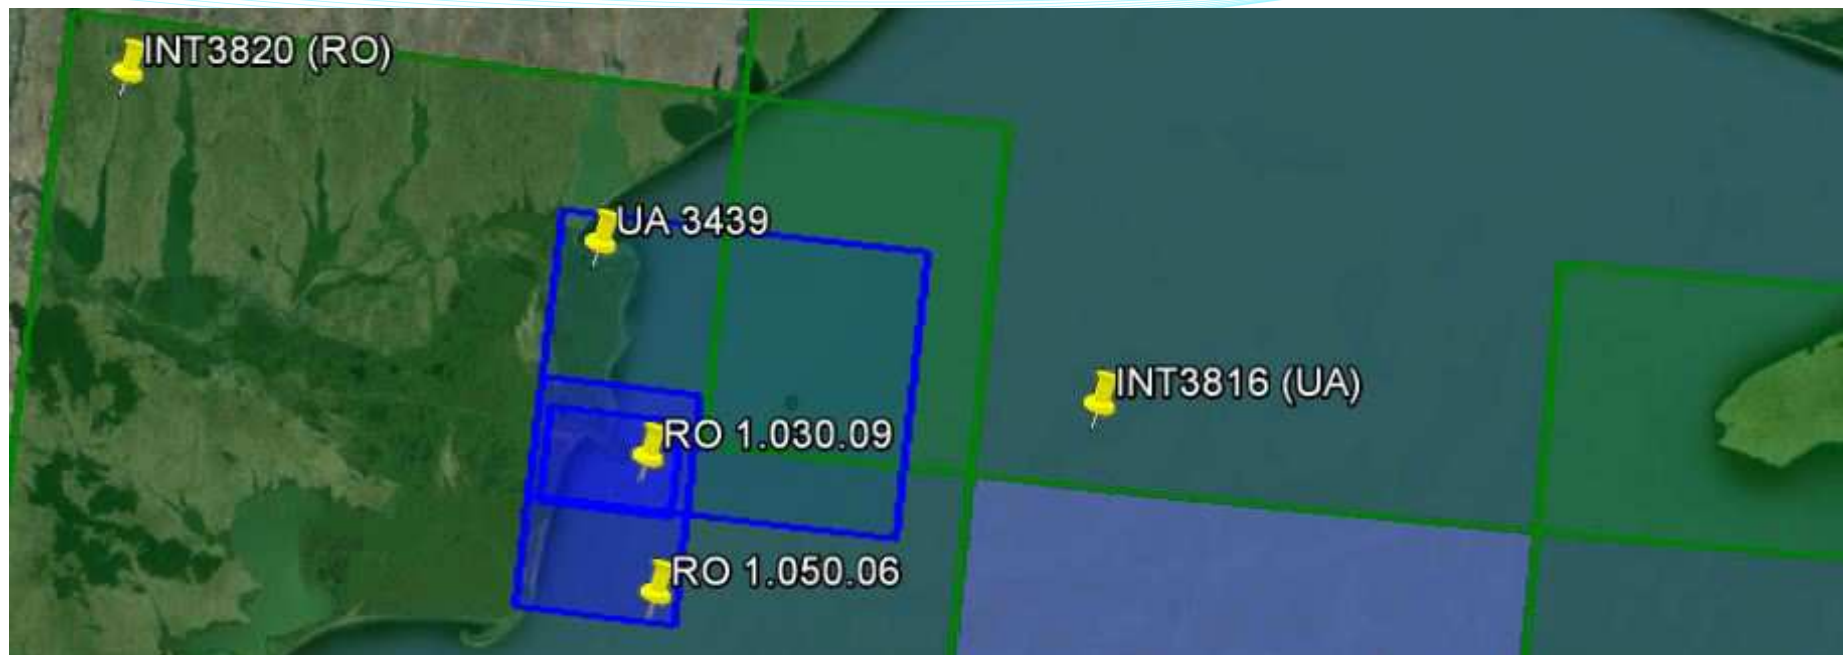 INT3820 (RO)
UA 3439
INT3816 (UA)
RO 1.030.09
RO 1.050.06